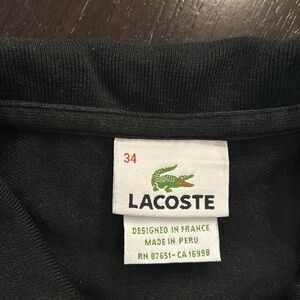 34
LACOSTE
DESIGNED IN FRANCE
MADE IN PERU
RN 87651-CA 16998